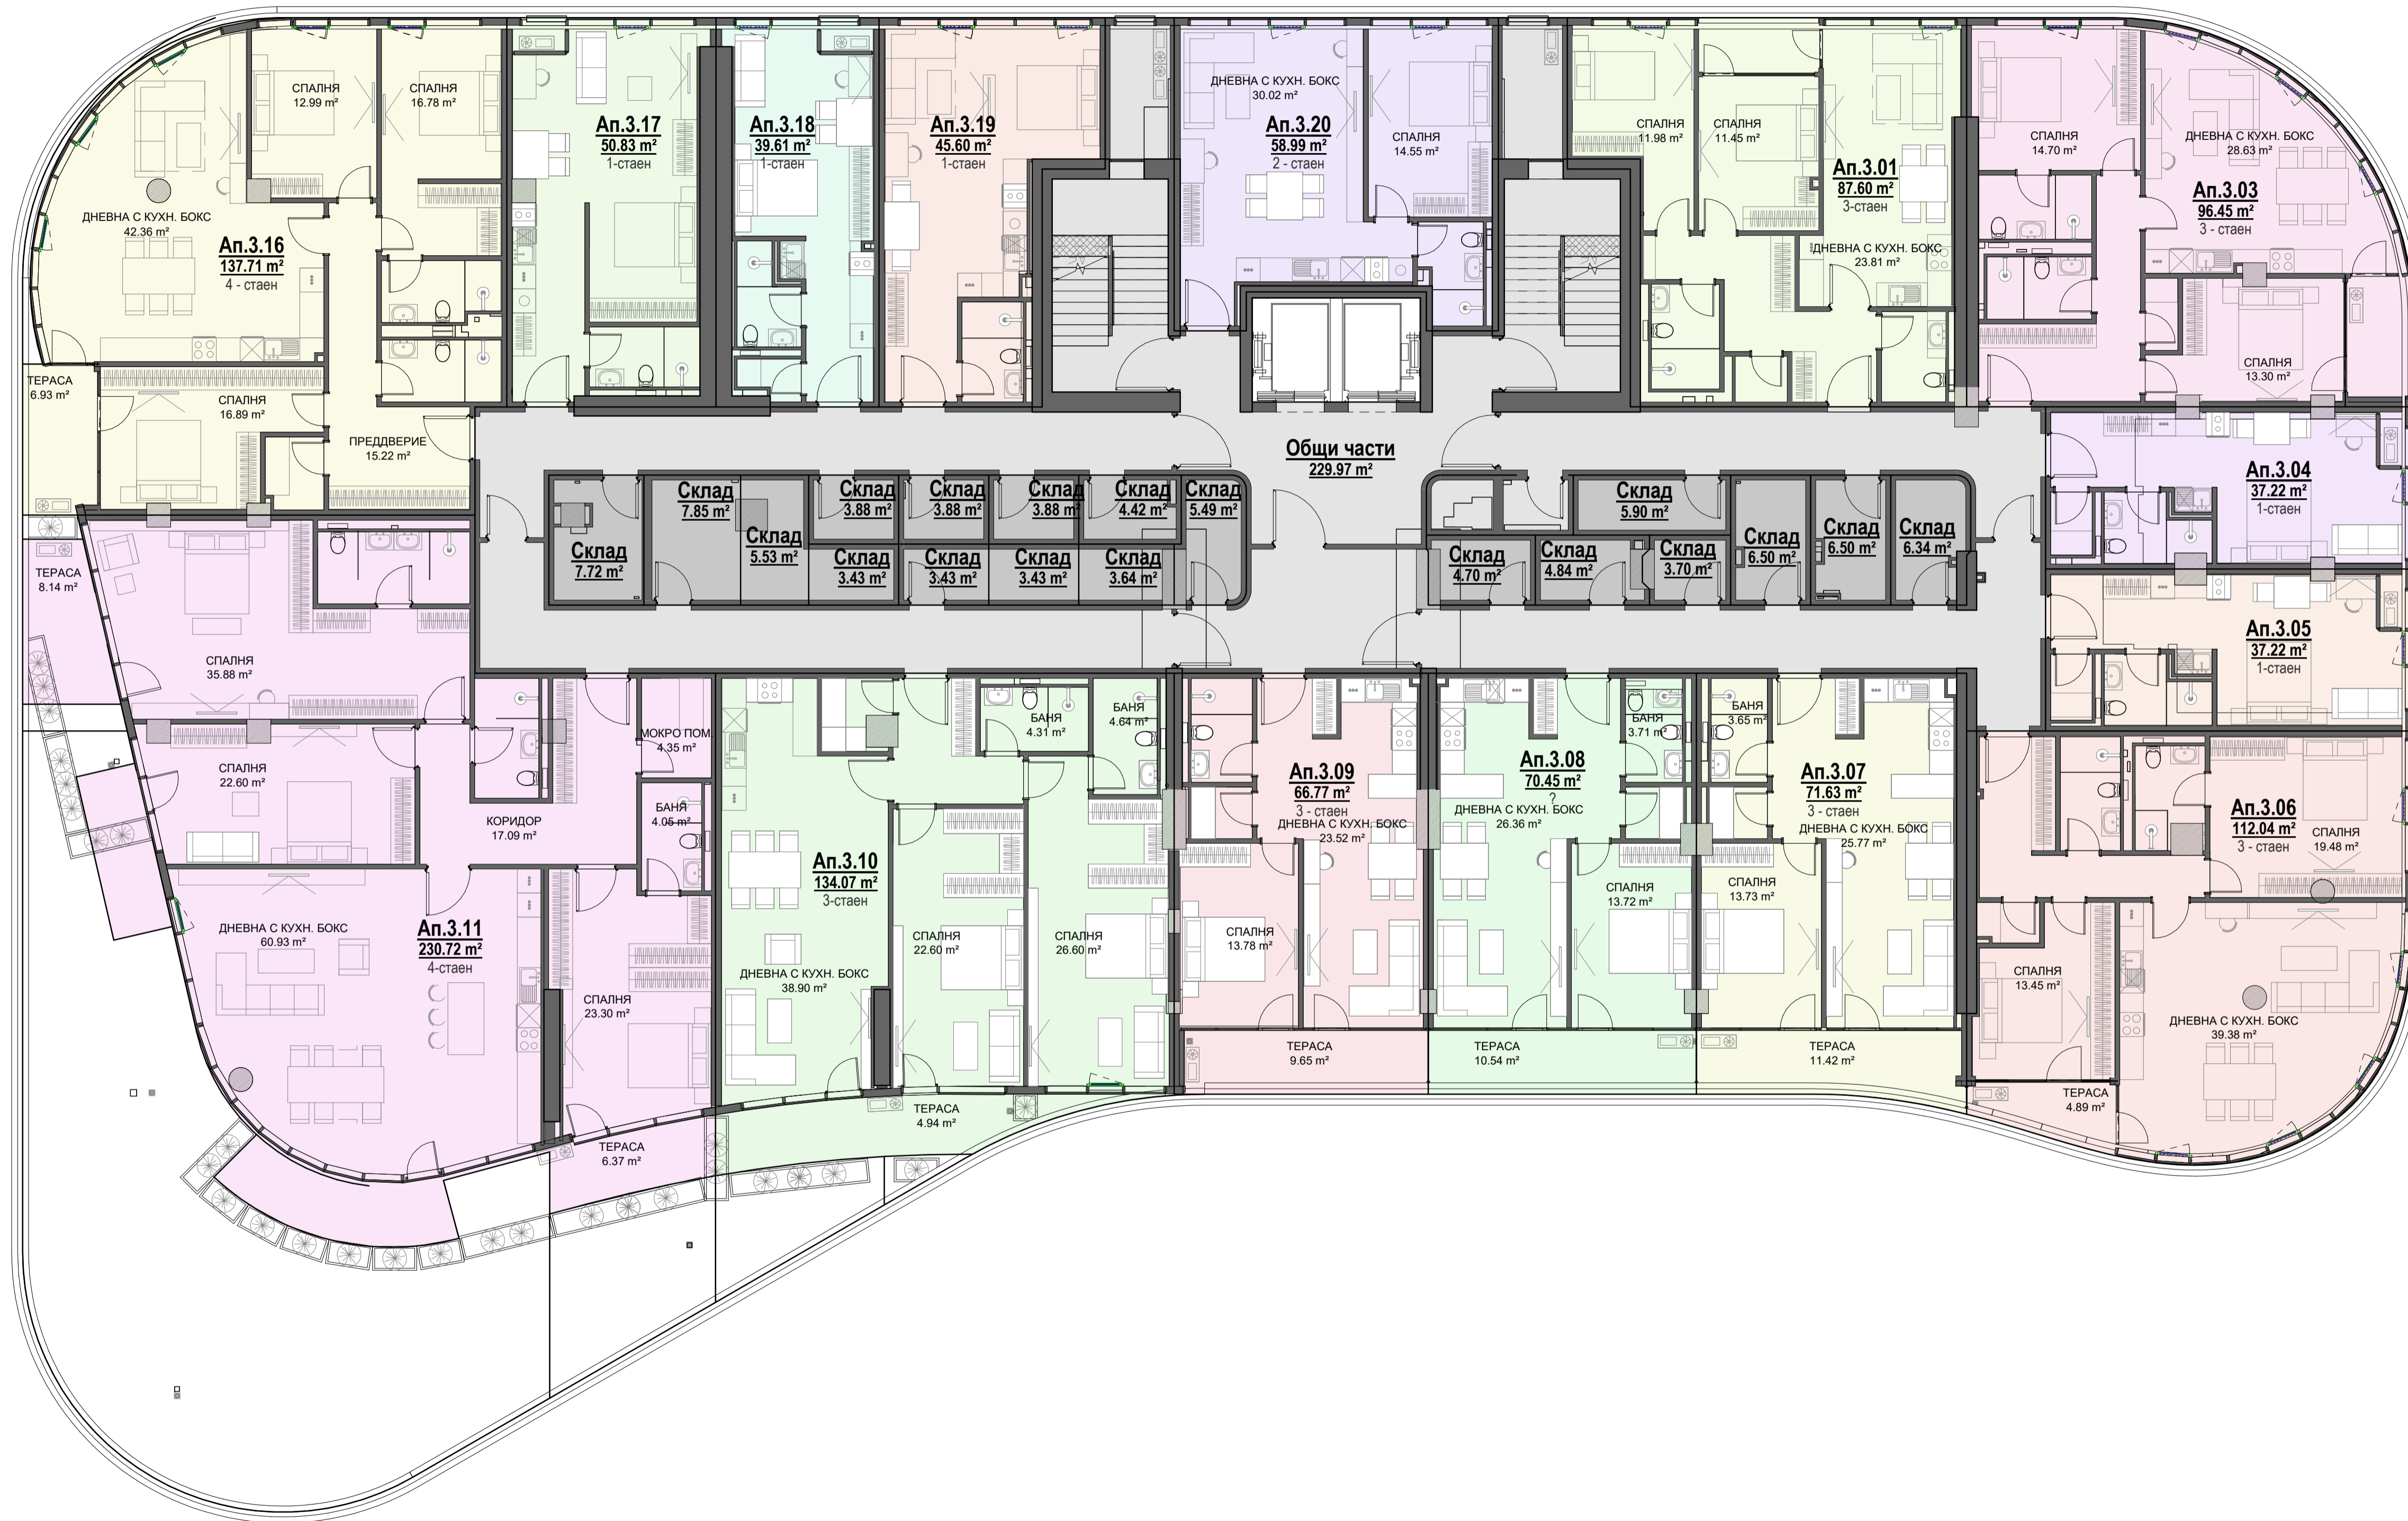 СПАЛНЯ
12.99 m²
СПАЛНЯ
16.78 m²
ДНЕВНА С КУХН. БОКС
42.36 m²
Ап.3.16
137.71 m²
4 - стаен
ТЕРАСА
6.93 m²
СПАЛНЯ
16.89 m²
ПРЕДДВЕРИЕ
15.22 m²
Ап.3.17
50.83 m²
1-стаен
Ап.3.18
39.61 m²
1-стаен
Ап.3.19
45.60 m²
1-стаен
ДНЕВНА С КУХН. БОКС
30.02 m²
Ап.3.20
58.99 m²
2 - стаен
СПАЛНЯ
14.55 m²
СПАЛНЯ
11.98 m²
СПАЛНЯ
11.45 m²
Ап.3.01
87.60 m²
3-стаен
ДНЕВНА С КУХН. БОКС
23.81 m²
СПАЛНЯ
14.70 m²
ДНЕВНА С КУХН. БОКС
28.63 m²
Ап.3.03
96.45 m²
3 - стаен
СПАЛНЯ
13.30 m²
Общи части
229.97 m²
Склад
7.72 m²
Склад
7.85 m²
Склад
5.53 m²
Склад
3.88 m²
Склад
3.88 m²
Склад
3.88 m²
Склад
4.42 m²
Склад
5.49 m²
Склад
3.43 m²
Склад
3.43 m²
Склад
3.43 m²
Склад
3.64 m²
Склад
5.90 m²
Склад
4.70 m²
Склад
4.84 m²
Склад
3.70 m²
Склад
6.50 m²
Склад
6.50 m²
Склад
6.34 m²
Ап.3.04
37.22 m²
1-стаен
Ап.3.05
37.22 m²
1-стаен
ТЕРАСА
8.14 m²
СПАЛНЯ
35.88 m²
СПАЛНЯ
22.60 m²
КОРИДОР
17.09 m²
МОКРО ПОМ.
4.35 m²
БАНЯ
4.05 m²
ДНЕВНА С КУХН. БОКС
60.93 m²
Ап.3.11
230.72 m²
4-стаен
СПАЛНЯ
23.30 m²
ТЕРАСА
6.37 m²
БАНЯ
4.31 m²
БАНЯ
4.64 m²
Ап.3.10
134.07 m²
3-стаен
ДНЕВНА С КУХН. БОКС
38.90 m²
СПАЛНЯ
22.60 m²
СПАЛНЯ
26.60 m²
ТЕРАСА
4.94 m²
Ап.3.09
66.77 m²
3 - стаен
ДНЕВНА С КУХН. БОКС
23.52 m²
СПАЛНЯ
13.78 m²
ТЕРАСА
9.65 m²
БАНЯ
3.71 m²
Ап.3.08
70.45 m²
?
ДНЕВНА С КУХН. БОКС
26.36 m²
СПАЛНЯ
13.72 m²
ТЕРАСА
10.54 m²
БАНЯ
3.65 m²
Ап.3.07
71.63 m²
3 - стаен
ДНЕВНА С КУХН. БОКС
25.77 m²
СПАЛНЯ
13.73 m²
ТЕРАСА
11.42 m²
Ап.3.06
112.04 m²
3 - стаен
СПАЛНЯ
19.48 m²
СПАЛНЯ
13.45 m²
ДНЕВНА С КУХН. БОКС
39.38 m²
ТЕРАСА
4.89 m²